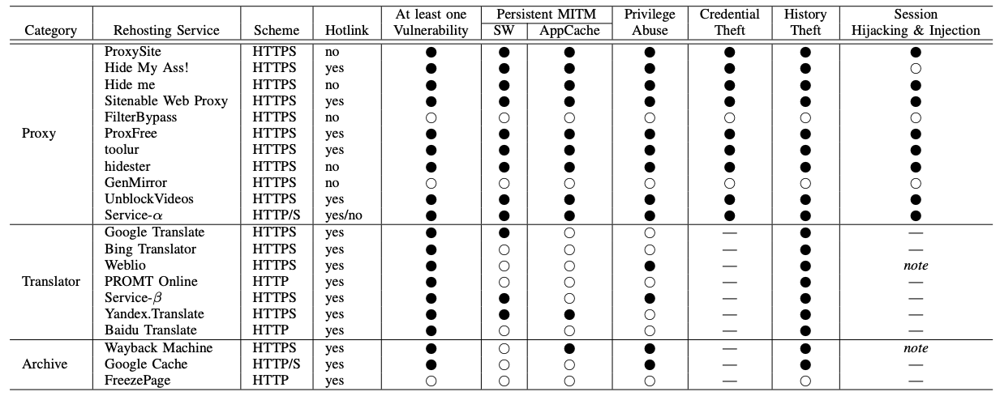 At least one Persistent MITM Privilege Credential History Session
Category Rehosting Service Scheme Hotlink Vulnerability SW AppCache Abuse Theft Theft Hijacking & Injection
ProxySite HTTPS no ● ● ● ● ● ● ●
Hide My Ass! HTTPS yes ● ● ● ● ● ● ○
Hide me HTTPS no ● ● ● ● ● ● ●
Sitenable Web Proxy HTTPS yes ● ● ● ● ● ● ●
FilterBypass HTTPS no ○ ○ ○ ○ ○ ○ ○
Proxy ProxFree HTTPS yes ● ● ● ● ● ● ●
toolur HTTPS yes ● ● ● ● ● ● ●
hidester HTTPS no ● ● ● ● ● ● ●
GenMirror HTTPS no ○ ○ ○ ○ ○ ○ ○
UnblockVideos HTTPS yes ● ● ● ● ● ● ●
Service-α HTTP/S yes/no ● ● ● ● ● ● ●
Google Translate HTTPS yes ● ● ○ ○ — ● —
Bing Translator HTTPS yes ● ○ ○ ○ — ● —
Weblio HTTPS yes ● ○ ○ ● — ● note
Translator PROMT Online HTTP yes ● ○ ○ ○ — ● —
Service-β HTTPS yes ● ● ○ ● — ● —
Yandex.Translate HTTPS yes ● ● ● ○ — ● —
Baidu Translate HTTP yes ● ○ ○ ○ — ● —
Wayback Machine HTTPS yes ● ○ ● ● — ● note
Archive Google Cache HTTP/S yes ● ○ ○ ● — ● —
FreezePage HTTP yes ○ ○ ○ ○ — ○ —